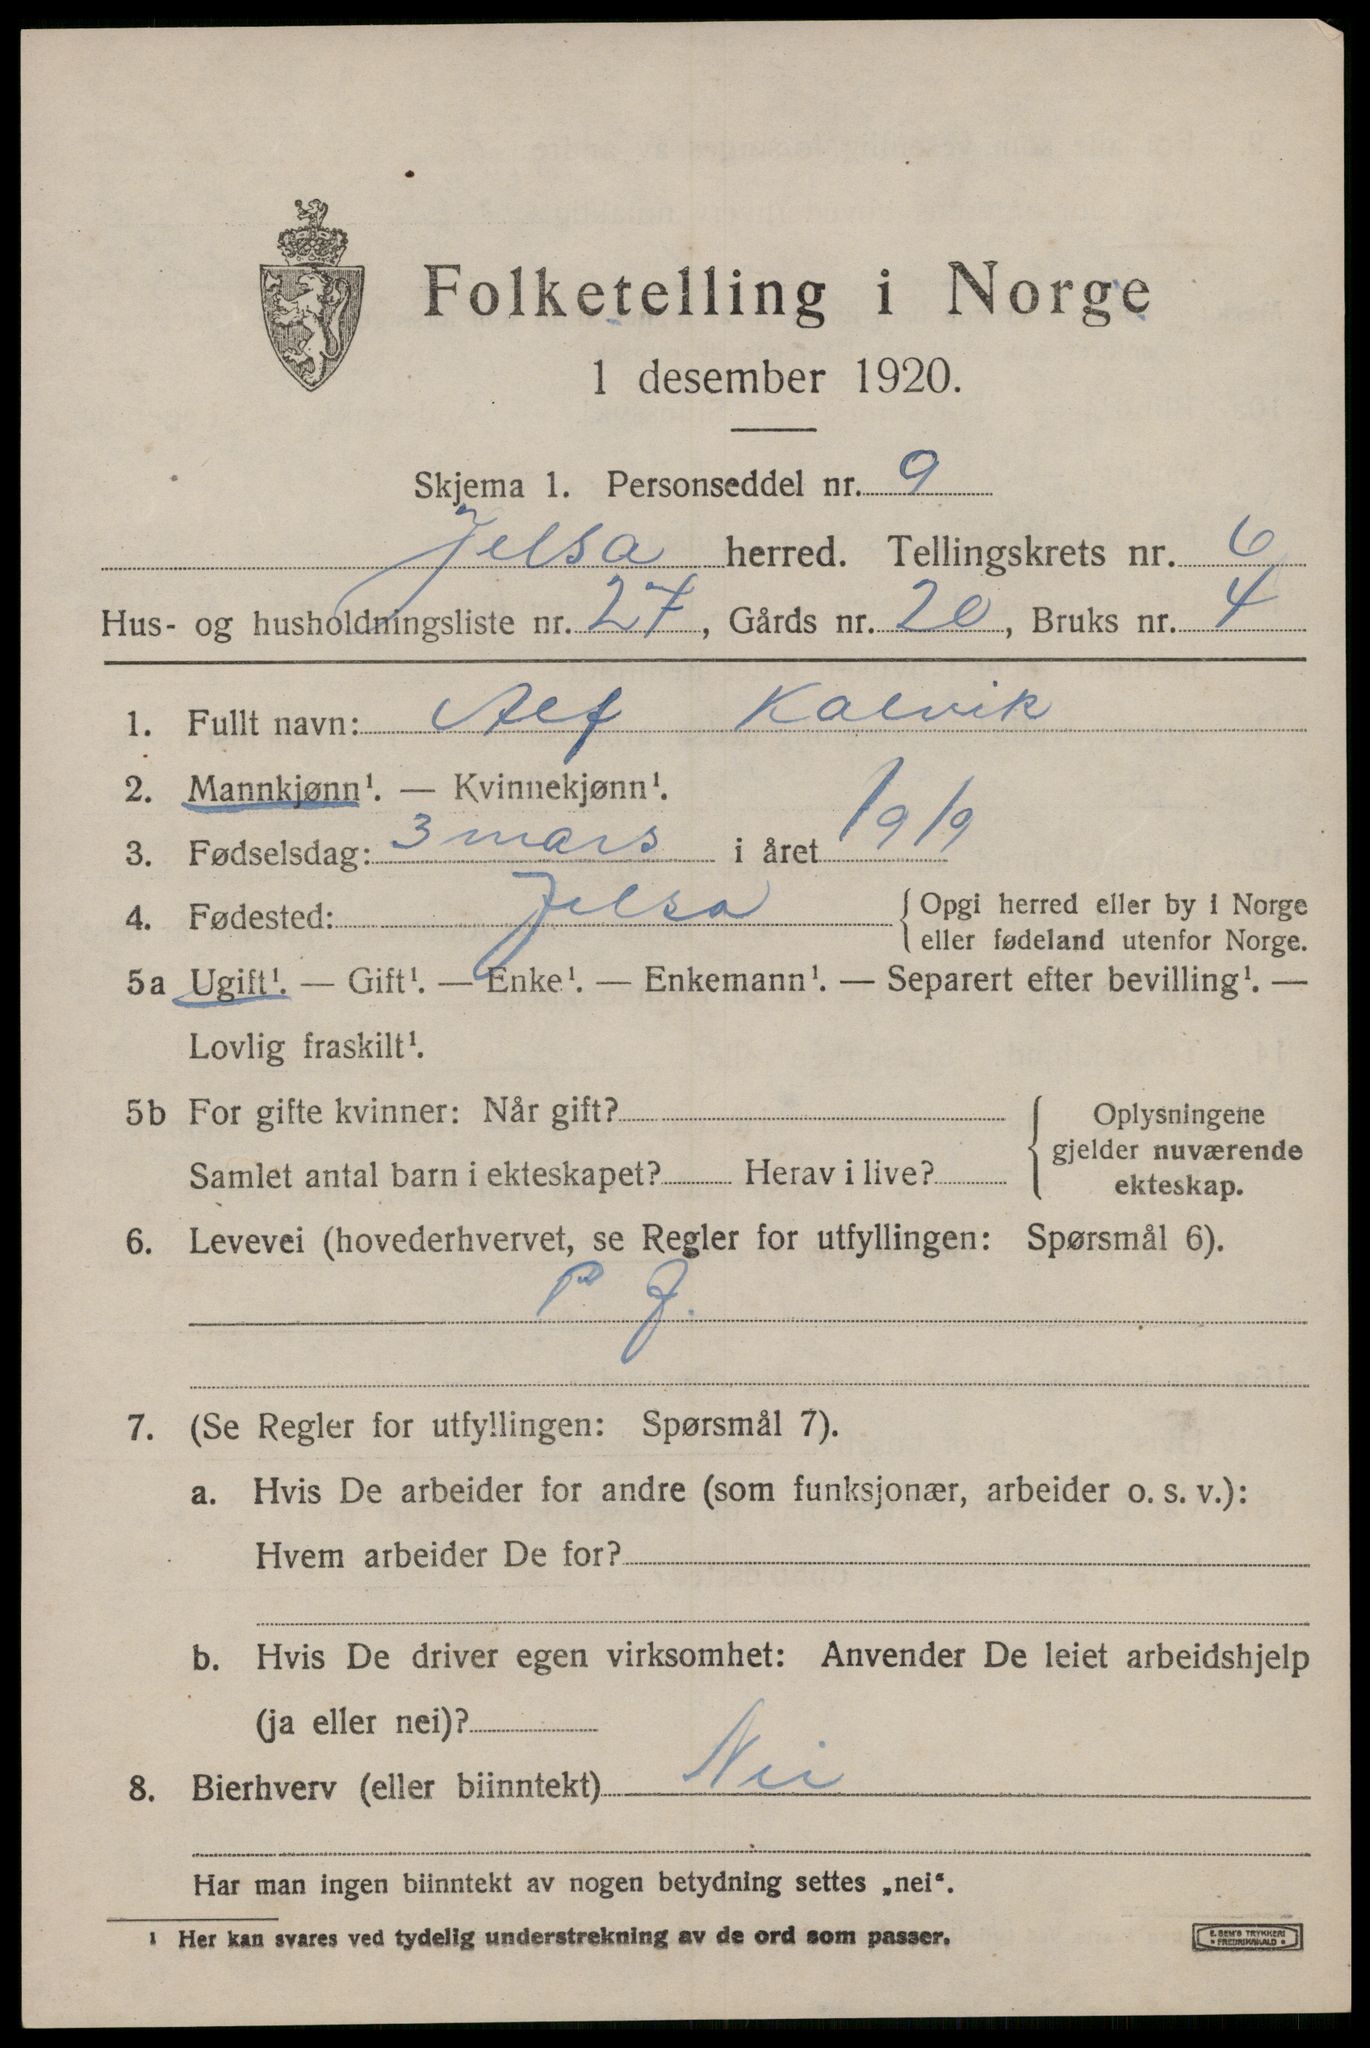 Folketelling i Norge
1 desember 1920.
Skjema 1. Personseddel nr. 9
Jelsa herred. Tellingskrets nr. 6
Hus- og husholdningsliste nr. 27, Gårds nr. 20, Bruks nr. 4
1. Fullt navn: Alf Kalvik
2. Mannkjønn¹. — Kvinnekjønn¹.
3. Fødselsdag: 3 mars i året 1919
4. Fødested: Jelsa { Opgi herred eller by i Norge
eller fødeland utenfor Norge.
5a Ugift¹. — Gift¹. — Enke¹. — Enkemann¹. — Separert efter bevilling¹. —
Lovlig fraskilt¹.
5b For gifte kvinner: Når gift? { Oplysningene
gjelder nuværende
Samlet antal barn i ekteskapet? Herav i live? ekteskap.
6. Levevei (hovederhvervet, se Regler for utfyllingen: Spørsmål 6).
P J.
7. (Se Regler for utfyllingen: Spørsmål 7).
a. Hvis De arbeider for andre (som funksjonær, arbeider o. s. v.):
Hvem arbeider De for?
b. Hvis De driver egen virksomhet: Anvender De leiet arbeidshjelp
(ja eller nei)?
8. Bierhverv (eller biinntekt) Nei
Har man ingen biinntekt av nogen betydning settes „nei“.
1 Her kan svares ved tydelig understrekning av de ord som passer.
E. SEM'S TRYKKERI
FREDRIKSHALD